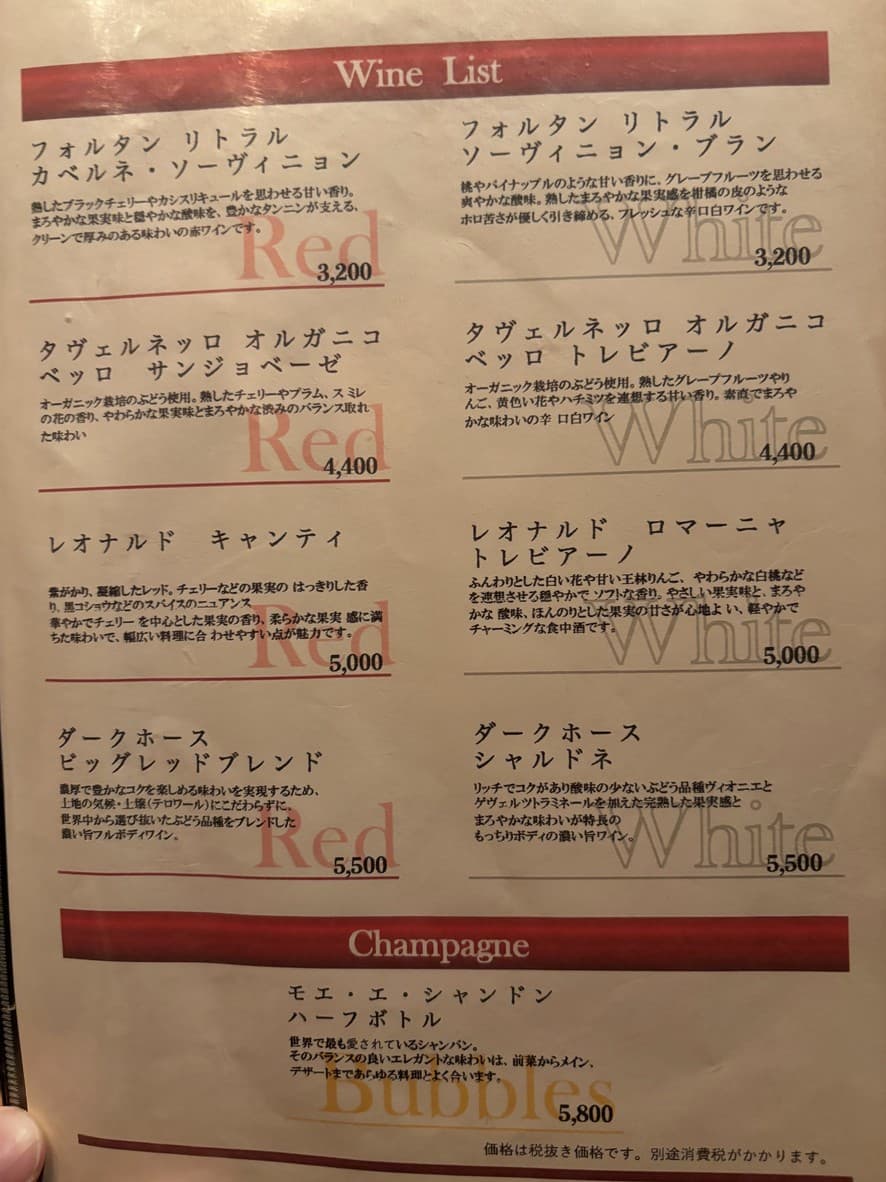 Wine List
フォルタン リトラル
カベルネ・ソーヴィニョン
熟したブラックチェリーやカシスリキュールを思わせる甘い香り。
まろやかな果実味と穏やかな酸味を、豊かなタンニンが支える、
クリーンで厚みのある味わいの赤ワインです。
Red
3,200
フォルタン リトラル
ソーヴィニョン・ブラン
桃やパイナップルのような甘い香りに、グレープフルーツを思わせる
爽やかな酸味。熟したまろやかな果実感を柑橘の皮のような
ホロ苦さが優しく引き締める、フレッシュな辛口白ワインです。
White
3,200
タヴェルネッロ オルガニコ
ベッロ サンジョベーゼ
オーガニック栽培のぶどう使用。熟したチェリーやプラム、ス ミレ
の花の香り、やわらかな果実味とまろやかな渋みのバランス取れ
た味わい
Red
4,400
タヴェルネッロ オルガニコ
ベッロ トレビアーノ
オーガニック栽培のぶどう使用。熟したグレープフルーツやり
んご、黄色い花やハチミツを連想する甘い香り。素直でまろや
かな味わいの辛 口白ワイン
White
4,400
レオナルド キャンティ
紫がかり、凝縮したレッド。チェリーなどの果実の はっきりした香
り、黒コショウなどのスパイスのニュアンス
華やかでチェリー を中心とした果実の香り、柔らかな果実 感に満
ちた味わいで、幅広い料理に合 わせやすい点が魅力です。
Red
5,000
レオナルド ロマーニャ
トレビアーノ
ふんわりとした白い花や甘い王林りんご、 やわらかな白桃など
を連想させる穏やかで ソフトな香り。やさしい果実味と、まろや
かな 酸味、ほんのりとした果実の甘さが心地よ い、軽やかで
チャーミングな食中酒です。
White
5,000
ダークホース
ビッグレッドブレンド
濃厚で豊かなコクを楽しめる味わいを実現するため、
土地の気候・土壌(テロワール)にこだわらずに、
世界中から選び抜いたぶどう品種をブレンドした
濃い旨フルボディワイン。
Red
5,500
ダークホース
シャルドネ
リッチでコクがあり酸味の少ないぶどう品種ヴィオニエと
ゲヴェルツトラミネールを加えた完熟した果実感と
まろやかな味わいが特長の
もっちりボディの濃い旨ワイン。
White
5,500
Champagne
モエ・エ・シャンドン
ハーフボトル
世界で最も愛されているシャンパン。
そのバランスの良いエレガントな味わいは、前菜からメイン、
デザートまであらゆる料理とよく合います。
Bubbles
5,800
価格は税抜き価格です。別途消費税がかかります。